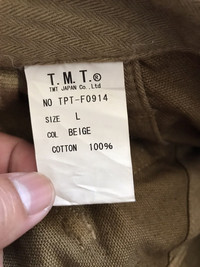 T.M.T.®
TMT JAPAN Co.,Ltd
NO TPT-F0914
SIZE L
COL BEIGE
COTTON 100%